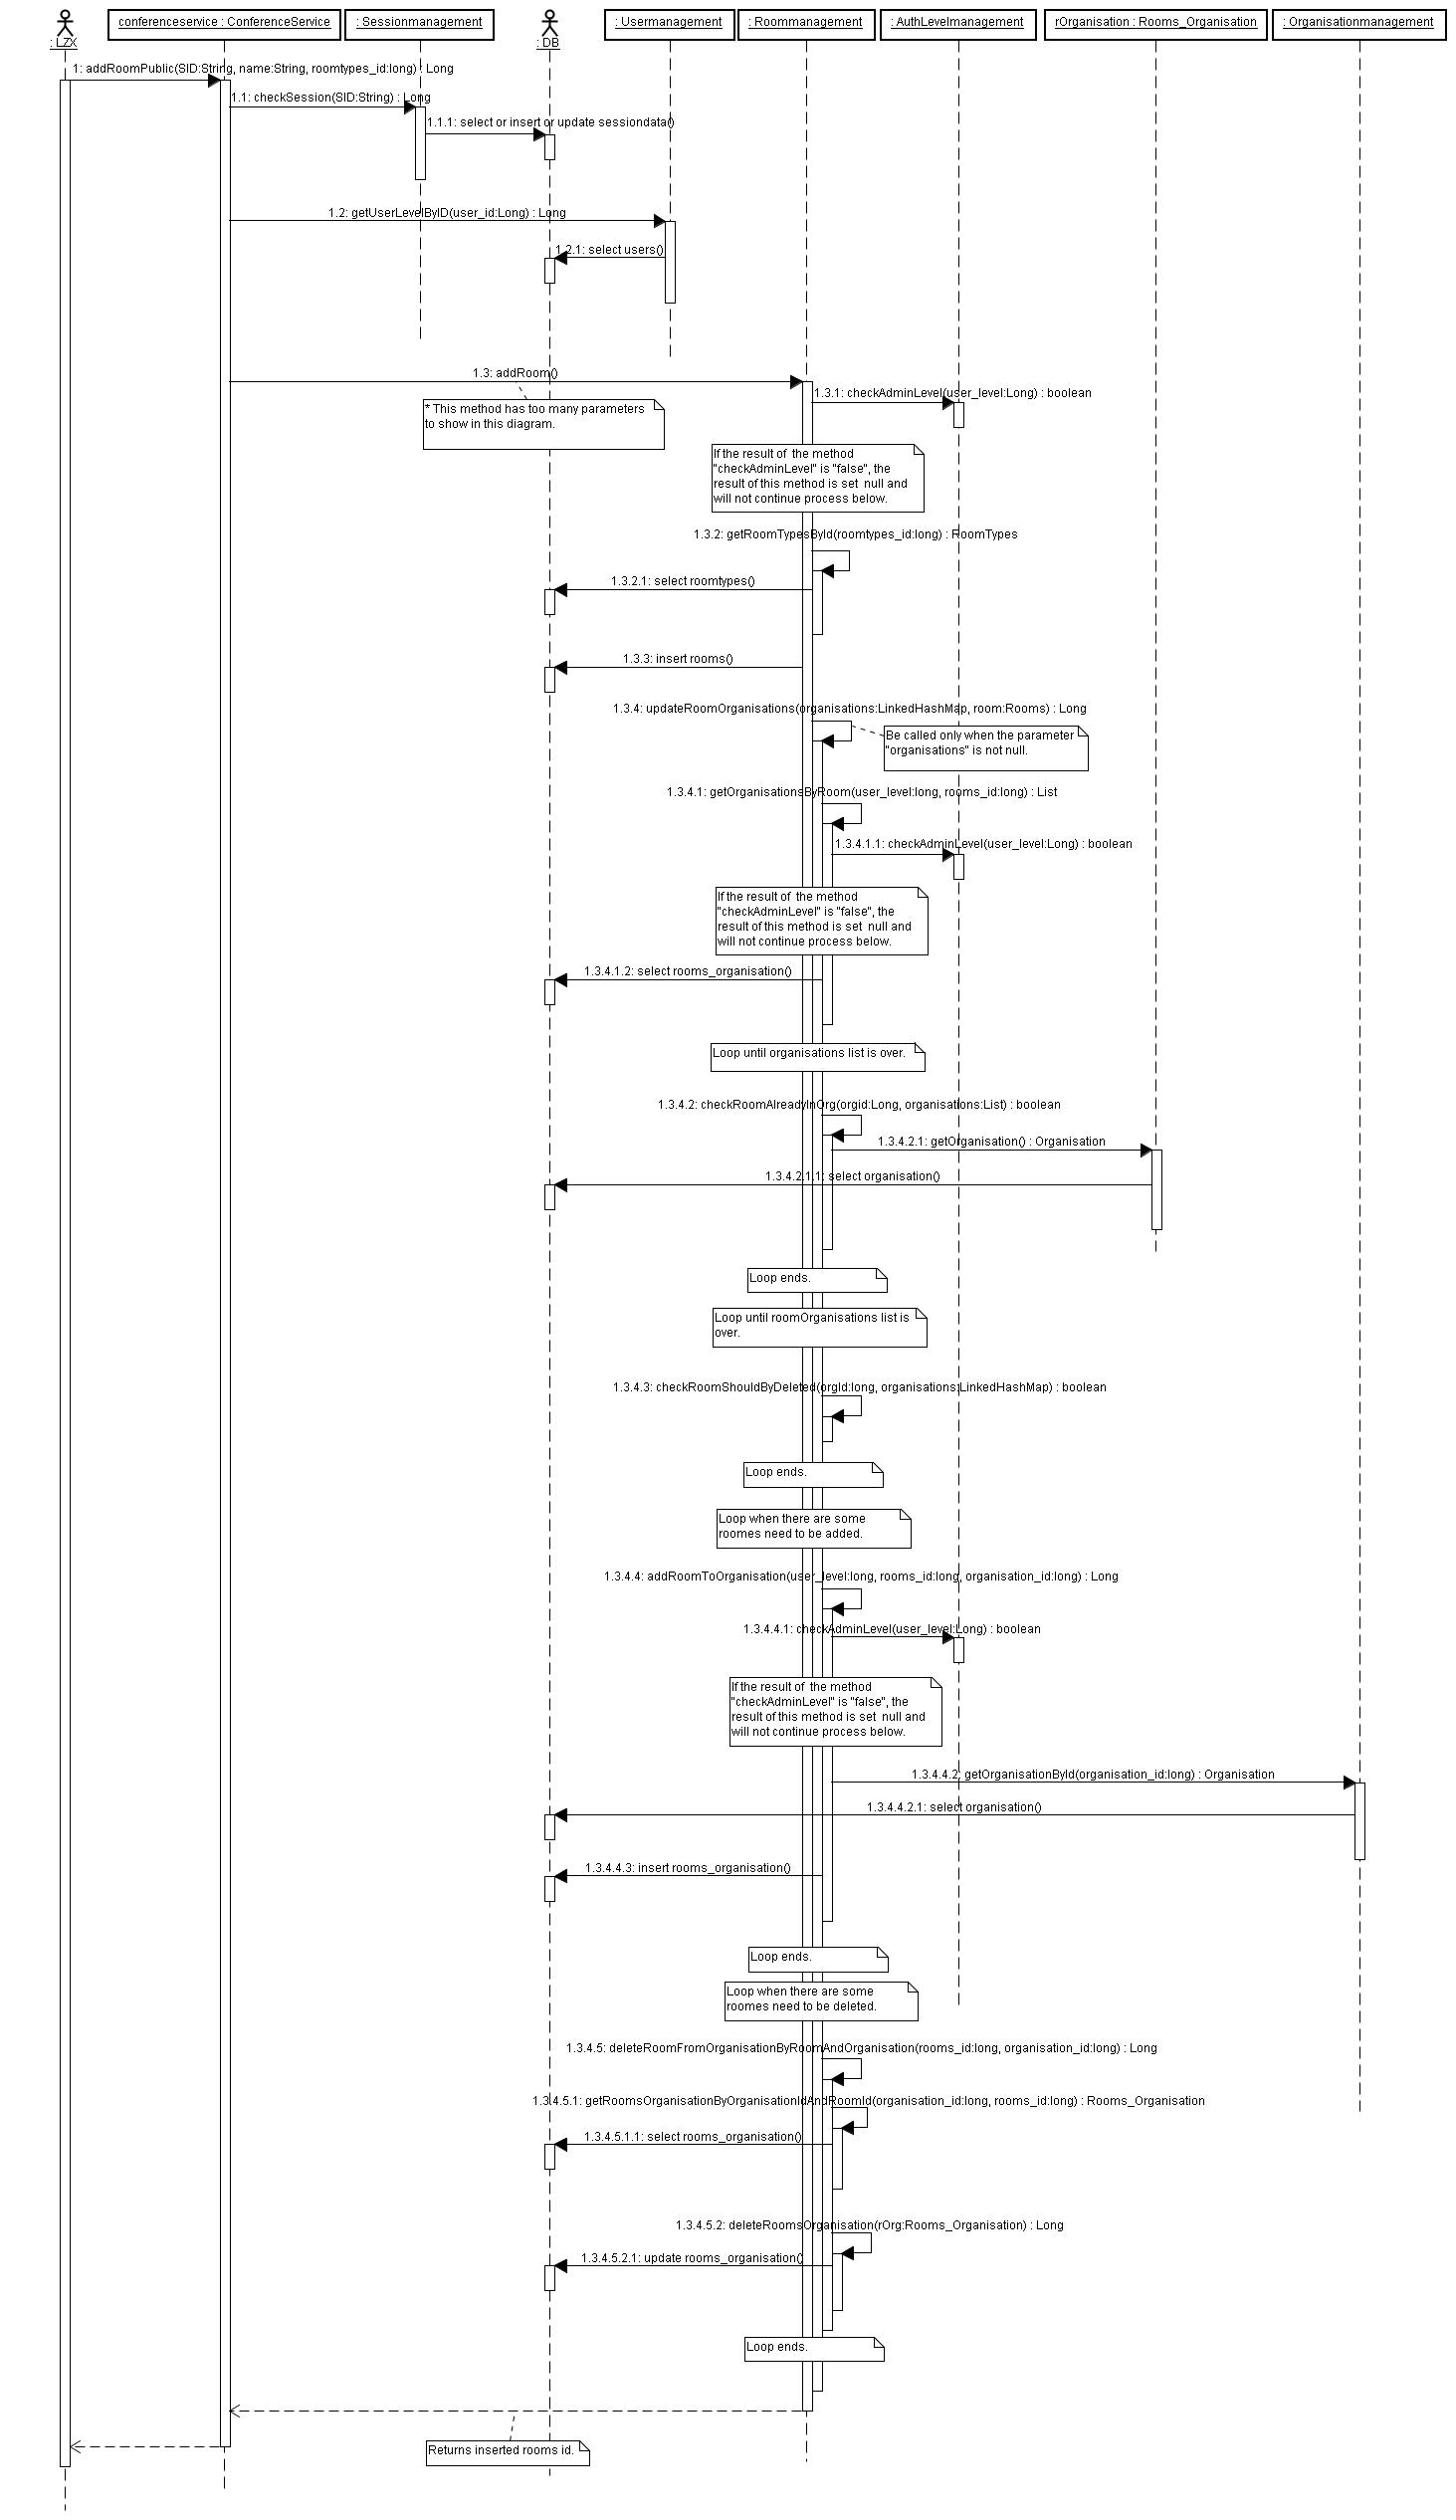 : LZX
conferenceservice : ConferenceService
: Sessionmanagement
: DB
: Usermanagement
: Roommanagement
: AuthLevelmanagement
rOrganisation : Rooms_Organisation
: Organisationmanagement
1: addRoomPublic(SID:String, name:String, roomtypes_id:long) : Long
1.1: checkSession(SID:String) : Long
1.1.1: select or insert or update sessiondata()
1.2: getUserLevelByID(user_id:Long) : Long
1.2.1: select users()
1.3: addRoom()
* This method has too many parameters
to show in this diagram.
1.3.1: checkAdminLevel(user_level:Long) : boolean
If the result of the method
"checkAdminLevel" is "false", the
result of this method is set null and
will not continue process below.
1.3.2: getRoomTypesById(roomtypes_id:long) : RoomTypes
1.3.2.1: select roomtypes()
1.3.3: insert rooms()
1.3.4: updateRoomOrganisations(organisations:LinkedHashMap, room:Rooms) : Long
Be called only when the parameter
"organisations" is not null.
1.3.4.1: getOrganisationsByRoom(user_level:long, rooms_id:long) : List
1.3.4.1.1: checkAdminLevel(user_level:Long) : boolean
If the result of the method
"checkAdminLevel" is "false", the
result of this method is set null and
will not continue process below.
1.3.4.1.2: select rooms_organisation()
Loop until organisations list is over.
1.3.4.2: checkRoomAlreadyInOrg(orgid:Long, organisations:List) : boolean
1.3.4.2.1: getOrganisation() : Organisation
1.3.4.2.1.1: select organisation()
Loop ends.
Loop until roomOrganisations list is
over.
1.3.4.3: checkRoomShouldByDeleted(orgId:long, organisations:LinkedHashMap) : boolean
Loop ends.
Loop when there are some
roomes need to be added.
1.3.4.4: addRoomToOrganisation(user_level:long, rooms_id:long, organisation_id:long) : Long
1.3.4.4.1: checkAdminLevel(user_level:Long) : boolean
If the result of the method
"checkAdminLevel" is "false", the
result of this method is set null and
will not continue process below.
1.3.4.4.2: getOrganisationById(organisation_id:long) : Organisation
1.3.4.4.2.1: select organisation()
1.3.4.4.3: insert rooms_organisation()
Loop ends.
Loop when there are some
roomes need to be deleted.
1.3.4.5: deleteRoomFromOrganisationByRoomAndOrganisation(rooms_id:long, organisation_id:long) : Long
1.3.4.5.1: getRoomsOrganisationByOrganisationIdAndRoomId(organisation_id:long, rooms_id:long) : Rooms_Organisation
1.3.4.5.1.1: select rooms_organisation()
1.3.4.5.2: deleteRoomsOrganisation(rOrg:Rooms_Organisation) : Long
1.3.4.5.2.1: update rooms_organisation()
Loop ends.
Returns inserted rooms id.